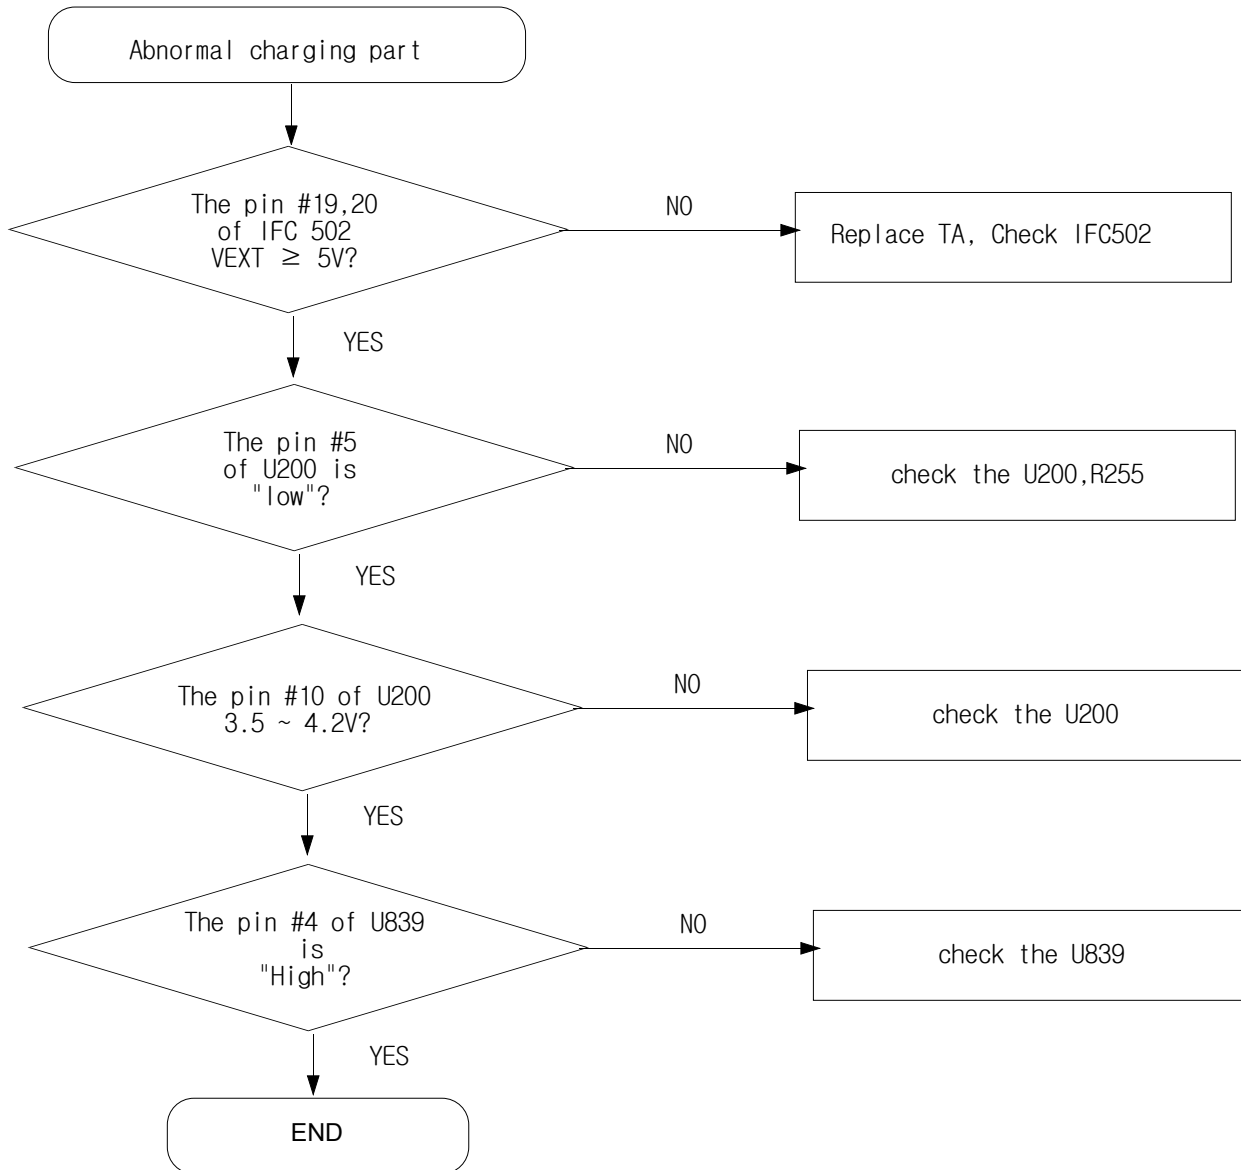 Abnormal charging part
The pin #19,20
of IFC 502
VEXT ≥ 5V?
NO
Replace TA, Check IFC502
YES
The pin #5
of U200 is
"low"?
NO
check the U200,R255
YES
The pin #10 of U200
3.5 ~ 4.2V?
NO
check the U200
YES
The pin #4 of U839
is
"High"?
NO
check the U839
YES
END